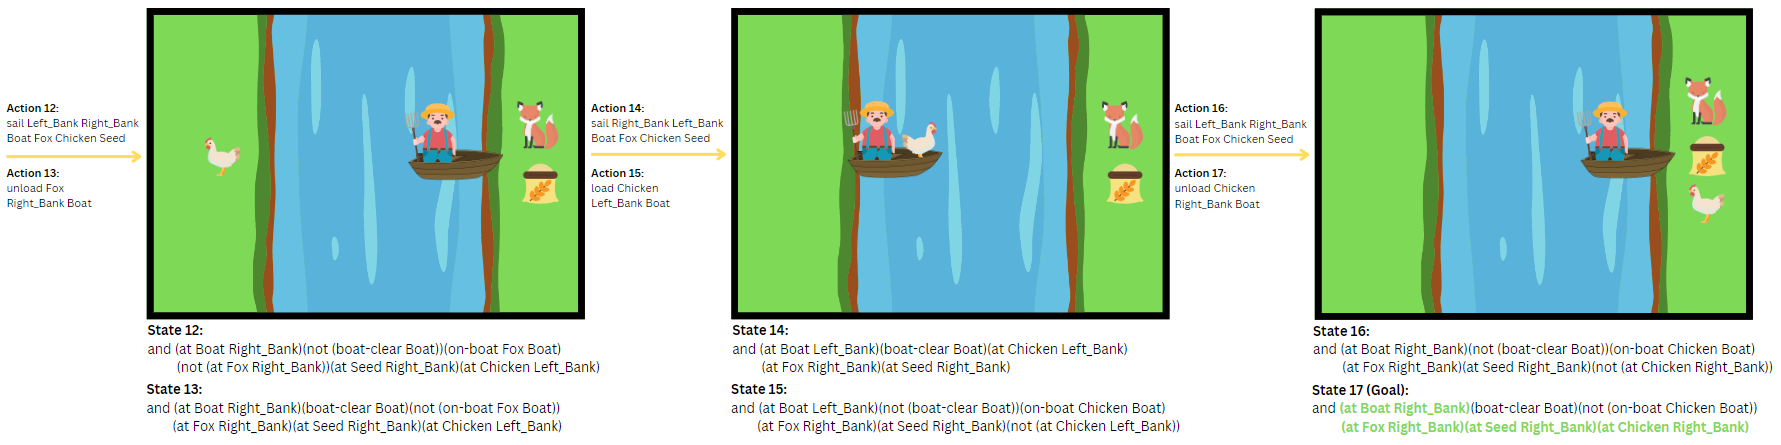 Action 12:
sail Left_Bank Right_Bank
Boat Fox Chicken Seed
Action 13:
unload Fox
Right_Bank Boat
State 12:
and (at Boat Right_Bank)(not (boat-clear Boat))(on-boat Fox Boat)
(not (at Fox Right_Bank))(at Seed Right_Bank)(at Chicken Left_Bank)
State 13:
and (at Boat Right_Bank)(boat-clear Boat)(not (on-boat Fox Boat))
(at Fox Right_Bank)(at Seed Right_Bank)(at Chicken Left_Bank)
Action 14:
sail Right_Bank Left_Bank
Boat Fox Chicken Seed
Action 15:
load Chicken
Left_Bank Boat
State 14:
and (at Boat Left_Bank)(boat-clear Boat)(at Chicken Left_Bank)
(at Fox Right_Bank)(at Seed Right_Bank)
State 15:
and (at Boat Left_Bank)(not (boat-clear Boat))(on-boat Chicken Boat)
(at Fox Right_Bank)(at Seed Right_Bank)(not (at Chicken Left_Bank))
Action 16:
sail Left_Bank Right_Bank
Boat Fox Chicken Seed
Action 17:
unload Chicken
Right_Bank Boat
State 16:
and (at Boat Right_Bank)(not (boat-clear Boat))(on-boat Chicken Boat)
(at Fox Right_Bank)(at Seed Right_Bank)(not (at Chicken Right_Bank))
State 17 (Goal):
and (at Boat Right_Bank)(boat-clear Boat)(not (on-boat Chicken Boat))
(at Fox Right_Bank)(at Seed Right_Bank)(at Chicken Right_Bank)